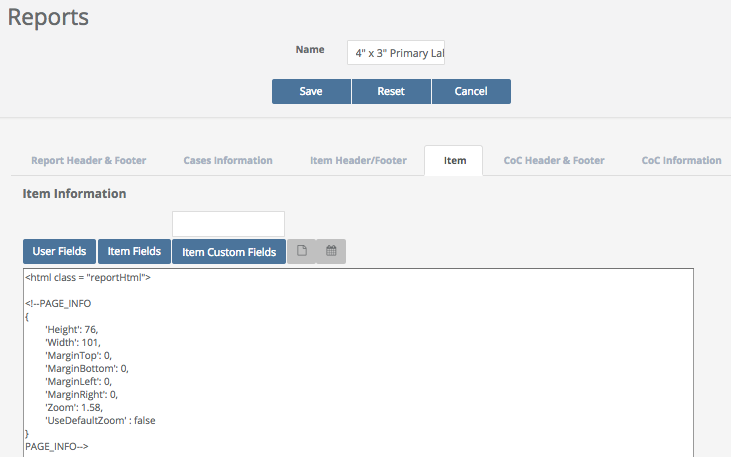 Reports
Name
4" x 3" Primary Lal
Save Reset Cancel
Report Header & Footer Cases Information Item Header/Footer Item CoC Header & Footer CoC Information
Item Information
User Fields Item Fields Item Custom Fields
<html class = "reportHtml">
<!--PAGE_INFO
{
'Height': 76,
'Width': 101,
'MarginTop': 0,
'MarginBottom': 0,
'MarginLeft': 0,
'MarginRight': 0,
'Zoom': 1.58,
'UseDefaultZoom' : false
}
PAGE_INFO-->